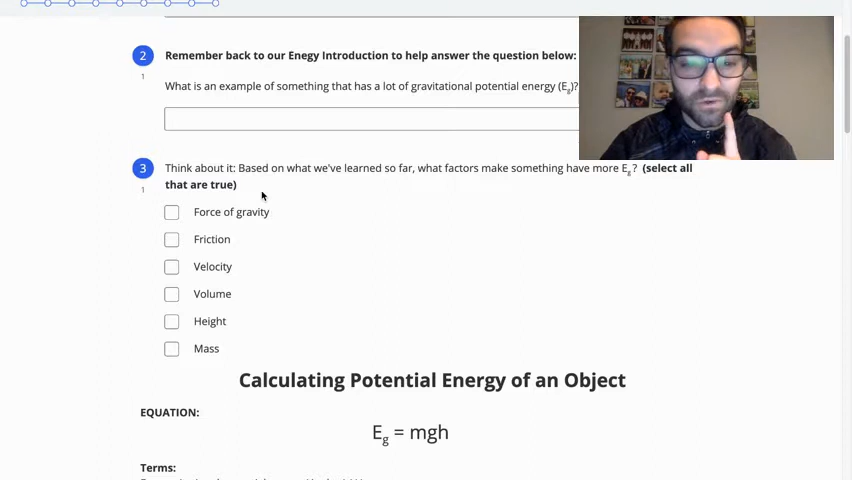 2 Remember back to our Enegy Introduction to help answer the question below:
1
What is an example of something that has a lot of gravitational potential energy (Eg)?
3 Think about it: Based on what we've learned so far, what factors make something have more Eg? (select all
that are true)
1
Force of gravity
Friction
Velocity
Volume
Height
Mass
Calculating Potential Energy of an Object
EQUATION:
Eg = mgh
Terms: